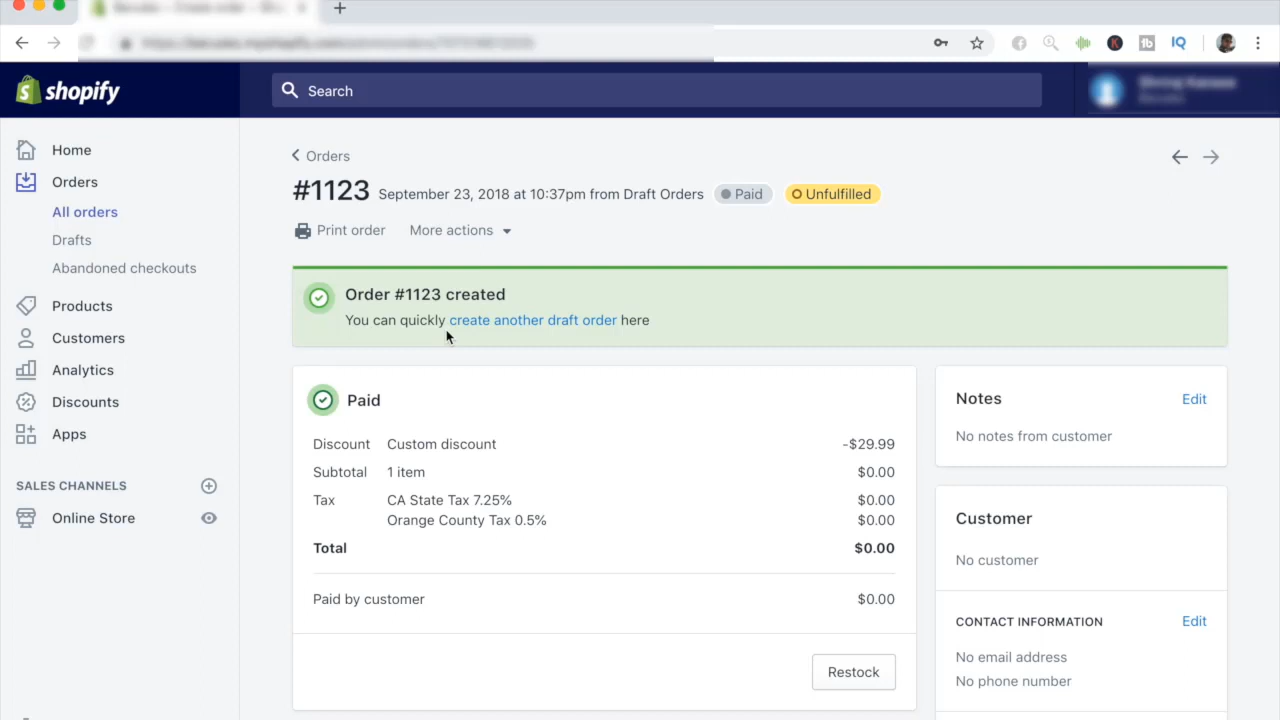 shopify
Search
Home
Orders
All orders
Drafts
Abandoned checkouts
Products
Customers
Analytics
Discounts
Apps
SALES CHANNELS
Online Store
Orders
#1123 September 23, 2018 at 10:37pm from Draft Orders Paid Unfulfilled
Print order More actions
Order #1123 created
You can quickly create another draft order here
Paid
Discount Custom discount -$29.99
Subtotal 1 item $0.00
Tax CA State Tax 7.25% $0.00
Orange County Tax 0.5% $0.00
Total $0.00
Paid by customer $0.00
Restock
Notes Edit
No notes from customer
Customer
No customer
CONTACT INFORMATION Edit
No email address
No phone number